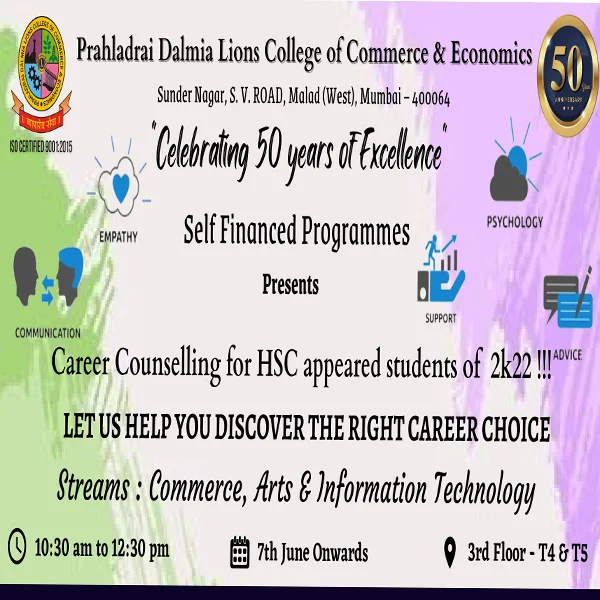 Prahladrai Dalmia Lions College of Commerce & Economics
Sunder Nagar, S. V. ROAD, Malad (West), Mumbai – 400064
50
ANNIVERSARY
ISO CERTIFIED 9001:2015
"Celebrating 50 years of Excellence"
EMPATHY
PSYCHOLOGY
Self Financed Programmes
Presents
COMMUNICATION
SUPPORT
ADVICE
Career Counselling for HSC appeared students of 2k22 !!!
LET US HELP YOU DISCOVER THE RIGHT CAREER CHOICE
Streams : Commerce, Arts & Information Technology
10:30 am to 12:30 pm
7th June Onwards
3rd Floor - T4 & T5